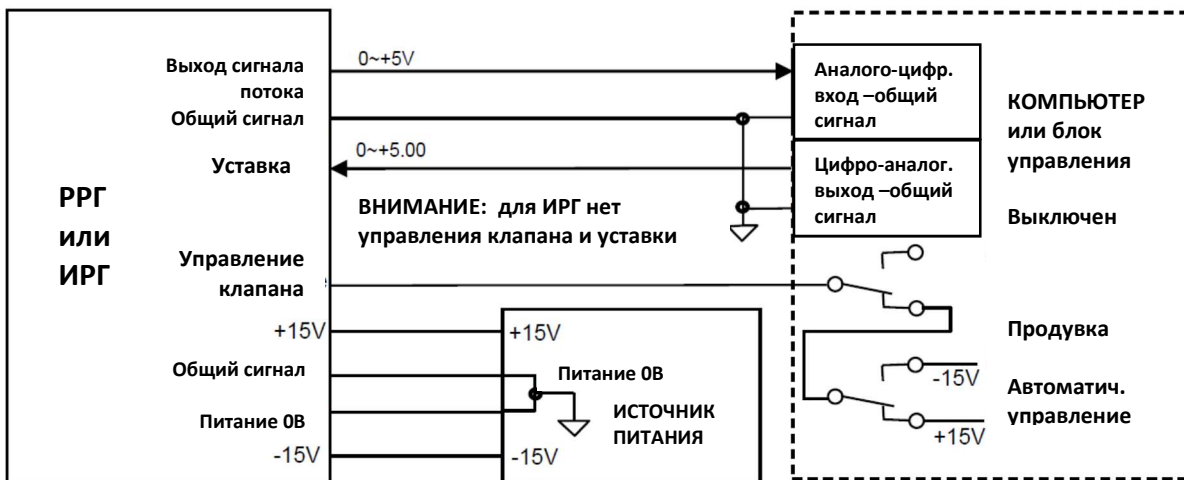 РРГ
или
ИРГ
Выход сигнала
потока
Общий сигнал
Уставка
Управление
клапана
+15V
Общий сигнал
Питание 0В
-15V
0~+5V
0~+5.00
ВНИМАНИЕ: для ИРГ нет
управления клапана и уставки
+15V
Питание 0В
ИСТОЧНИК
ПИТАНИЯ
-15V
Аналого-цифр.
вход –общий
сигнал
Цифро-аналог.
выход –общий
сигнал
КОМПЬЮТЕР
или блок
управления
Выключен
Продувка
-15V
Автоматич.
управление
+15V